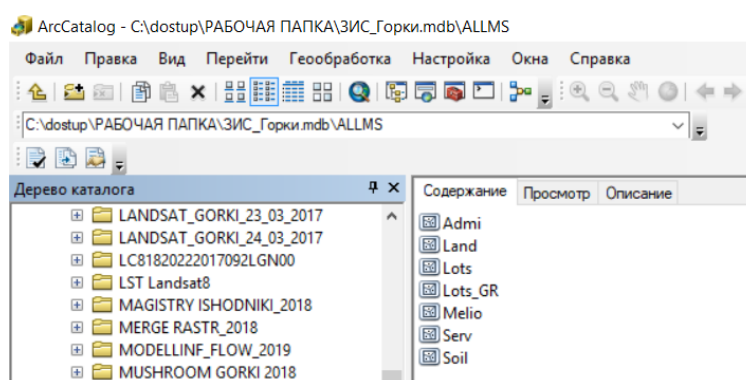 ArcCatalog - C:\dostup\РАБОЧАЯ ПАПКА\ЗИС_Горки.mdb\ALLMS
Файл Правка Вид Перейти Геообработка Настройка Окна Справка
C:\dostup\РАБОЧАЯ ПАПКА\ЗИС_Горки.mdb\ALLMS
Дерево каталога
LANDSAT_GORKI_23_03_2017
LANDSAT_GORKI_24_03_2017
LC81820222017092LGN00
LST Landsat8
MAGISTRY ISHODNIKI_2018
MERGE RASTR_2018
MODELLINF_FLOW_2019
MUSHROOM GORKI 2018
Содержание Просмотр Описание
Admi
Land
Lots
Lots_GR
Melio
Serv
Soil